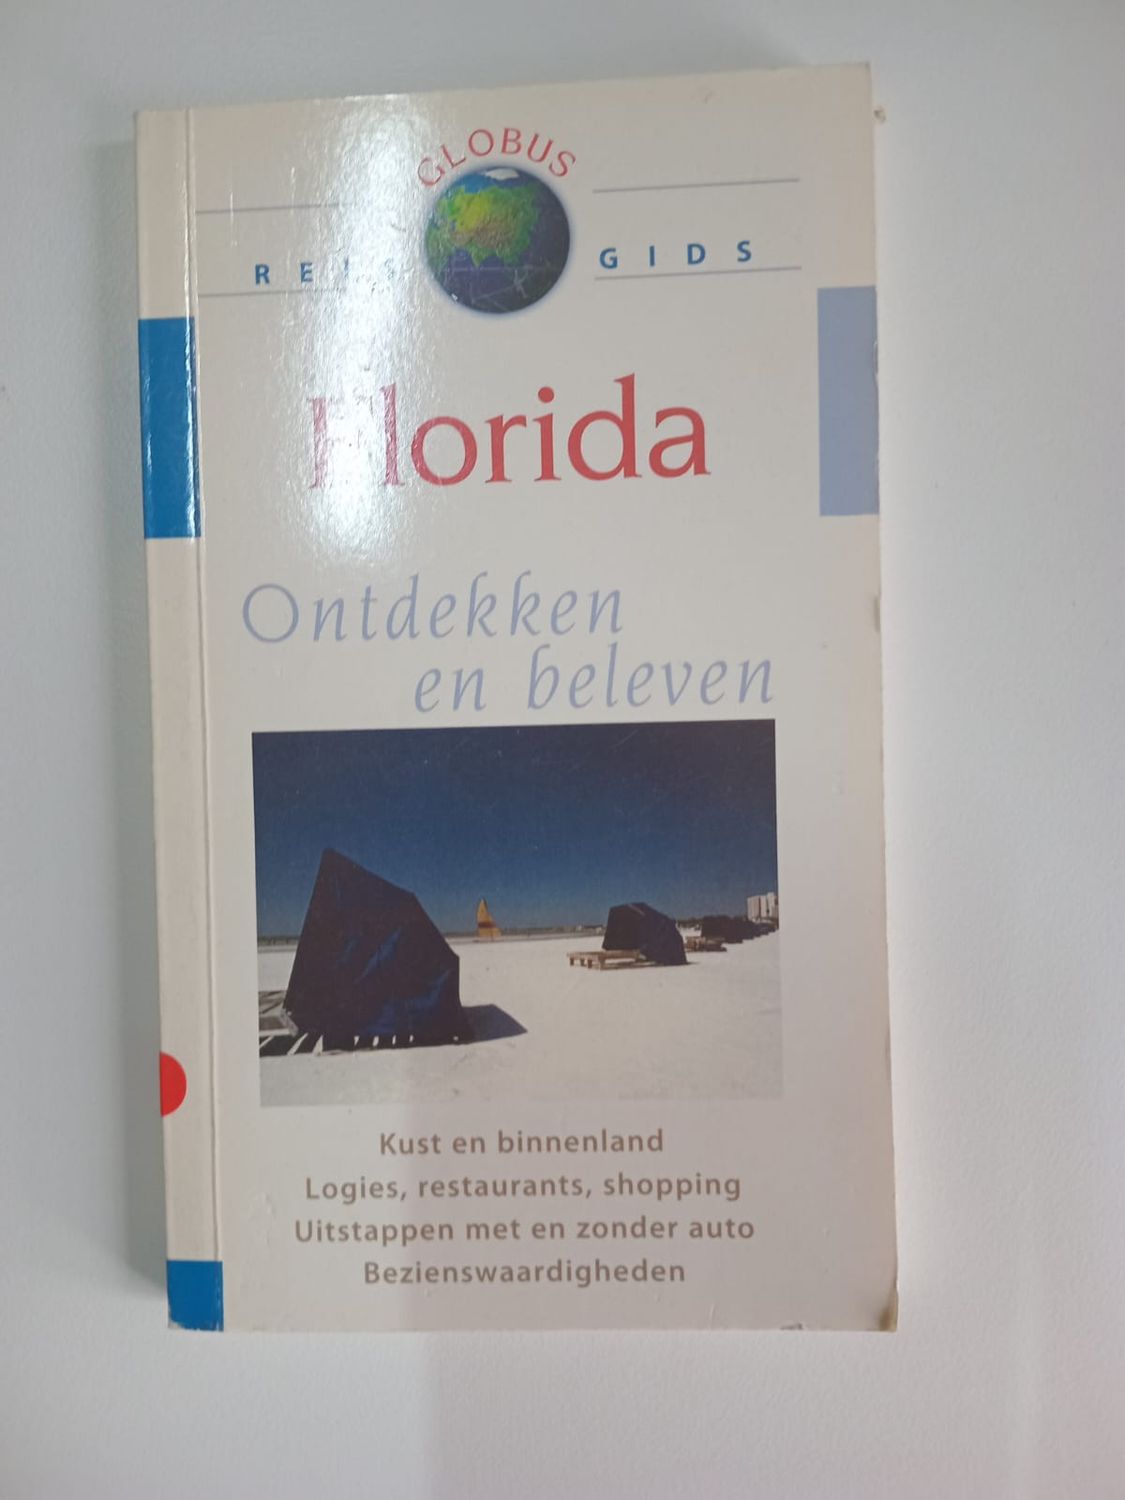 GLOBUS
REIS GIDS
Florida
Ontdekken
en beleven
Kust en binnenland
Logies, restaurants, shopping
Uitstappen met en zonder auto
Bezienswaardigheden